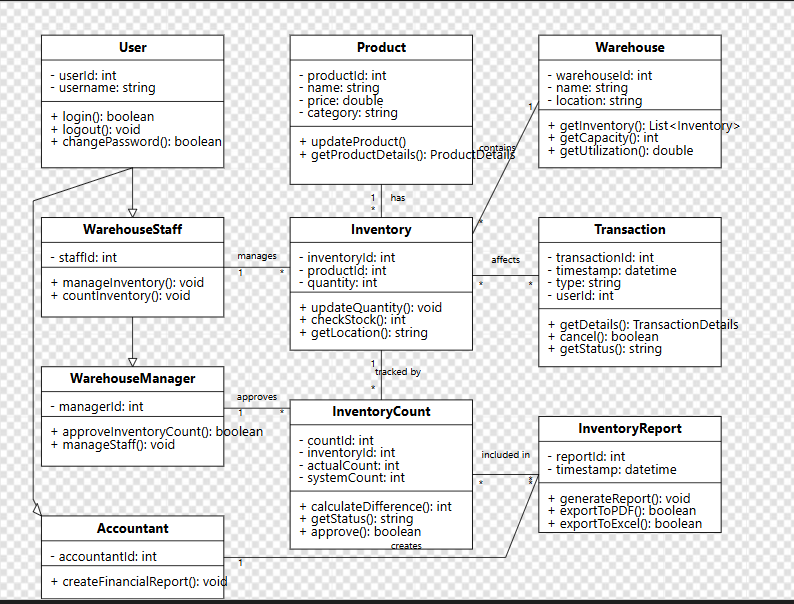 User
- userId: int
- username: string
+ login(): boolean
+ logout(): void
+ changePassword(): boolean
Product
- productId: int
- name: string
- price: double
- category: string
+ updateProduct()
+ getProductDetails(): ProductDetails
Warehouse
- warehouseId: int
- name: string
- location: string
+ getInventory(): List<Inventory>
+ getCapacity(): int
+ getUtilization(): double
1
contains
*
1
has
*
WarehouseStaff
- staffId: int
+ manageInventory(): void
+ countInventory(): void
manages
1
*
Inventory
- inventoryId: int
- productId: int
- quantity: int
+ updateQuantity(): void
+ checkStock(): int
+ getLocation(): string
affects
*
*
Transaction
- transactionId: int
- timestamp: datetime
- type: string
- userId: int
+ getDetails(): TransactionDetails
+ cancel(): boolean
+ getStatus(): string
1
tracked by
*
WarehouseManager
- managerId: int
+ approveInventoryCount(): boolean
+ manageStaff(): void
approves
1
*
InventoryCount
- countId: int
- inventoryId: int
- actualCount: int
- systemCount: int
+ calculateDifference(): int
+ getStatus(): string
+ approve(): boolean
included in
*
*
*
InventoryReport
- reportId: int
- timestamp: datetime
+ generateReport(): void
+ exportToPDF(): boolean
+ exportToExcel(): boolean
Accountant
- accountantId: int
+ createFinancialReport(): void
creates
1